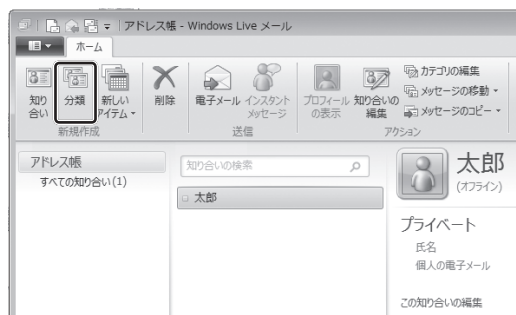 アドレス帳 - Windows Live メール
ホーム
知り合い
分類
新しいアイテム
削除
電子メール
インスタントメッセージ
プロフィールの表示
知り合いの編集
カテゴリの編集
メッセージの移動
メッセージのコピー
新規作成
送信
アクション
アドレス帳
すべての知り合い (1)
知り合いの検索
太郎
太郎
(オフライン)
プライベート
氏名
個人の電子メール
この知り合いの編集